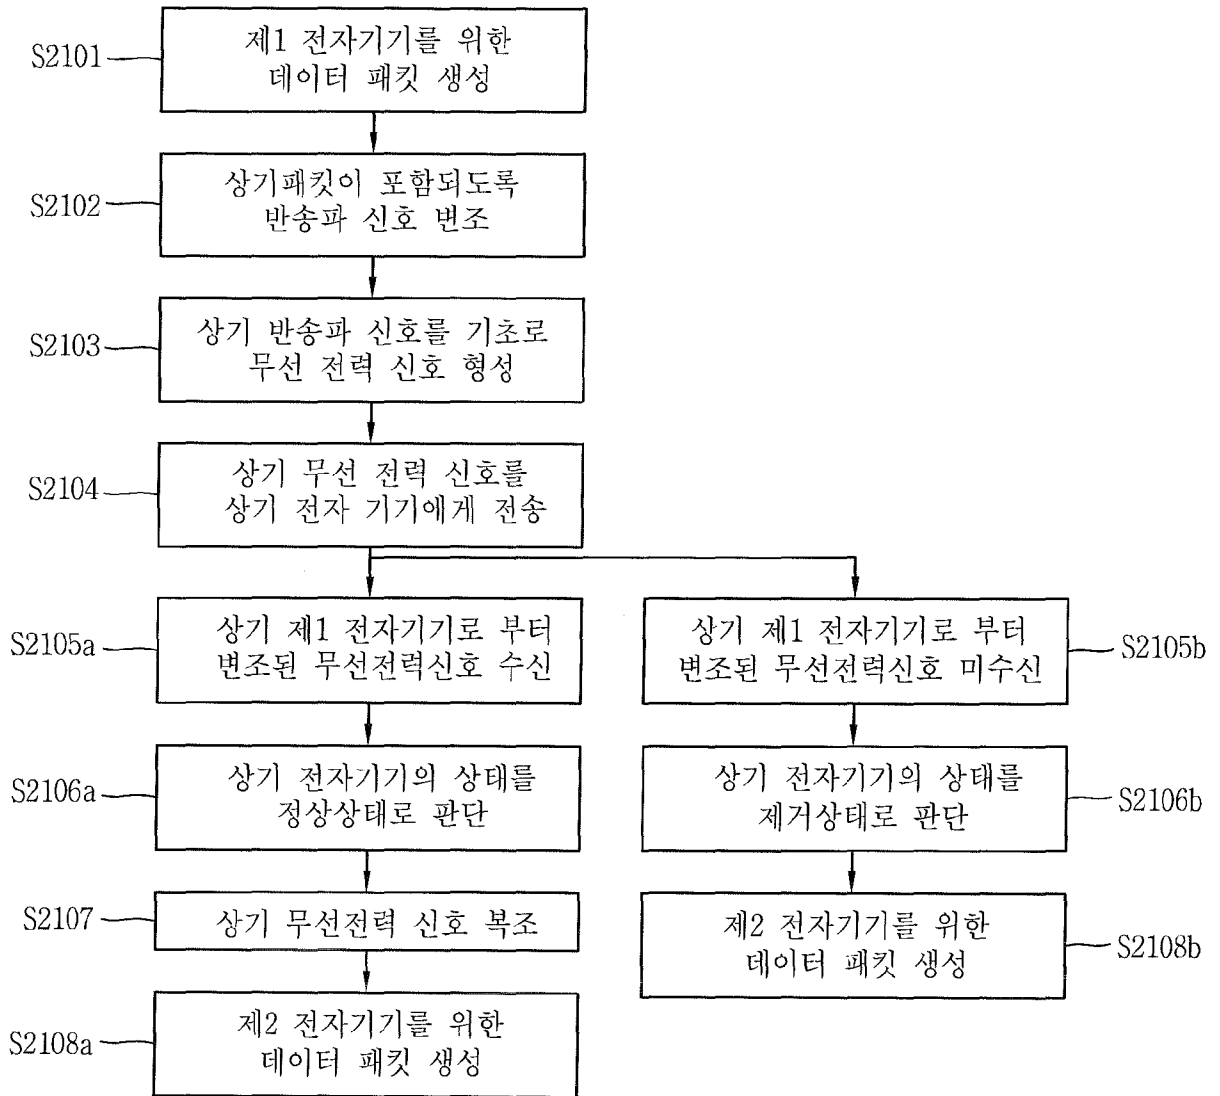 S2101
제1 전자기기를 위한
데이터 패킷 생성
S2102
상기패킷이 포함되도록
반송파 신호 변조
S2103
상기 반송파 신호를 기초로
무선 전력 신호 형성
S2104
상기 무선 전력 신호를
상기 전자 기기에게 전송
S2105a
상기 제1 전자기기로 부터
변조된 무선전력신호 수신
상기 제1 전자기기로 부터
변조된 무선전력신호 미수신
S2105b
S2106a
상기 전자기기의 상태를
정상상태로 판단
상기 전자기기의 상태를
제거상태로 판단
S2106b
S2107
상기 무선전력 신호 복조
제2 전자기기를 위한
데이터 패킷 생성
S2108b
S2108a
제2 전자기기를 위한
데이터 패킷 생성